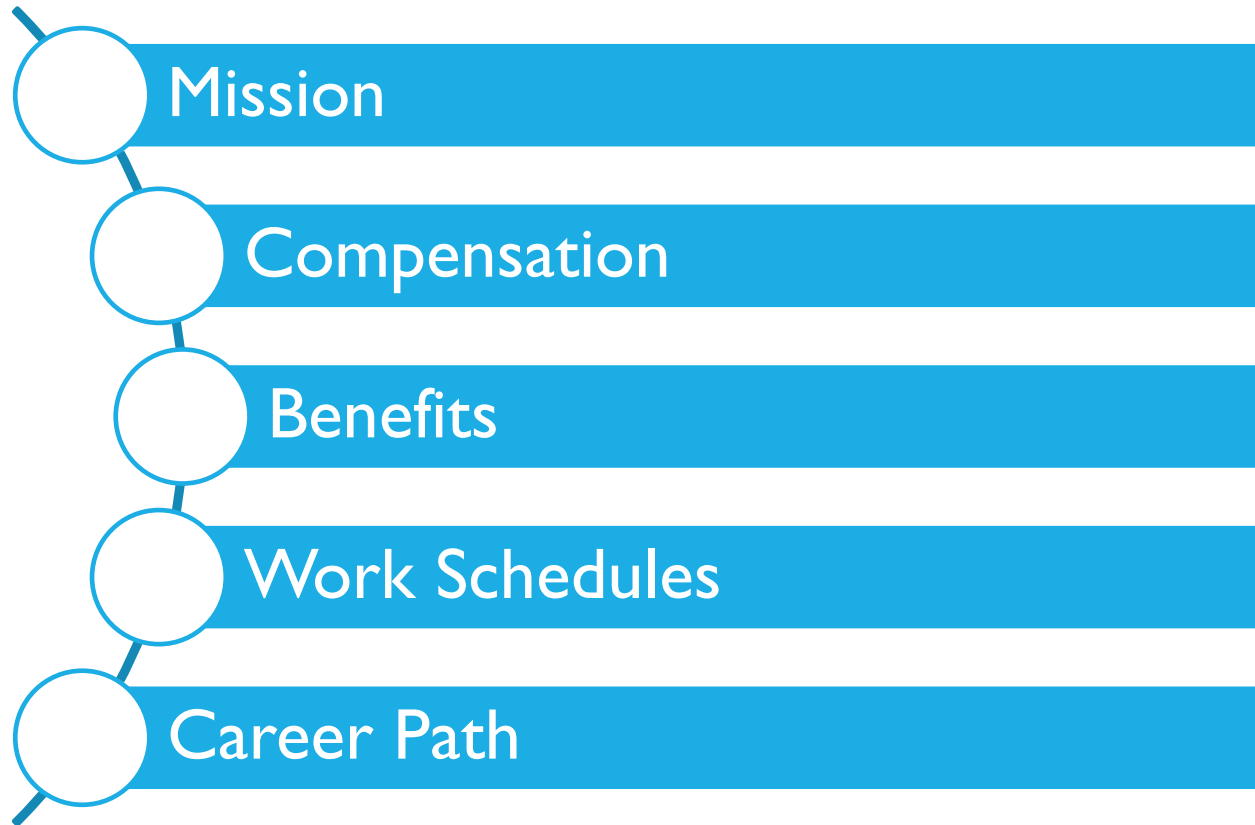 Mission
Compensation
Benefits
Work Schedules
Career Path